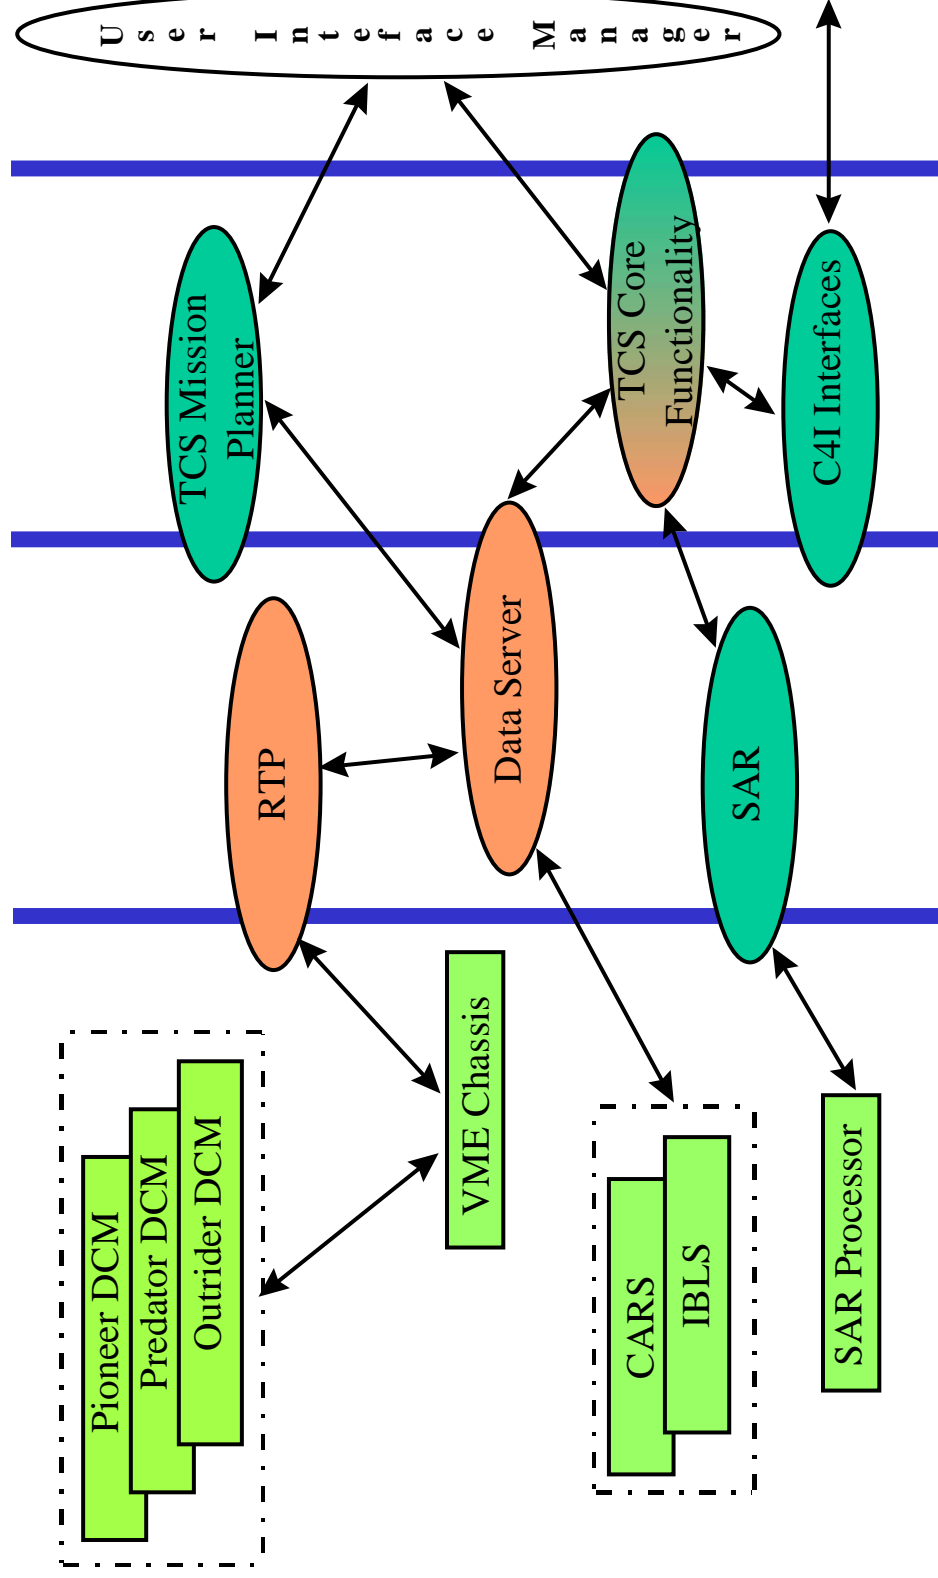 Pioneer DCM
Predator DCM
Outrider DCM
VME Chassis
CARS
IBLS
SAR Processor
RTP
Data Server
SAR
TCS Mission
Planner
TCS Core
Functionality
C4I Interfaces
User Interface Manager